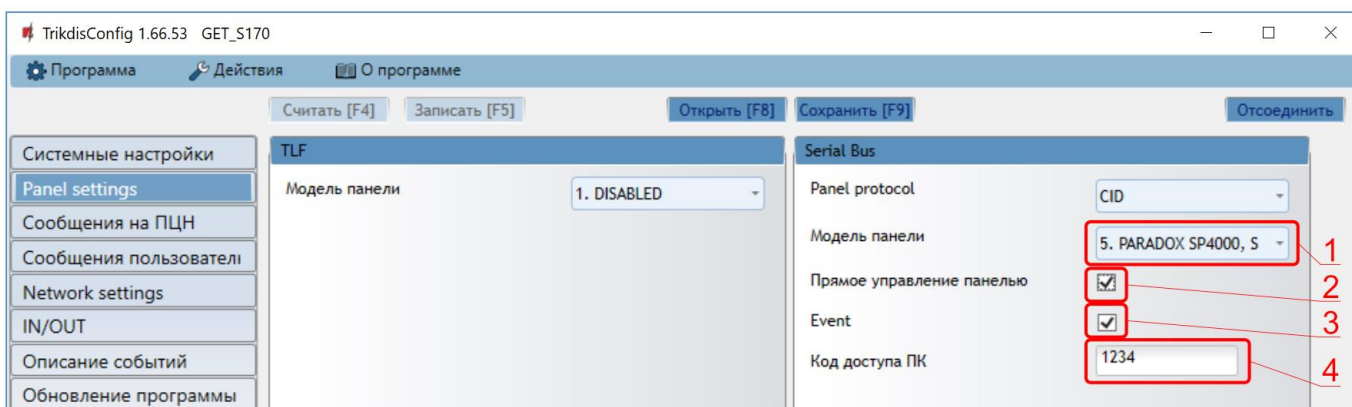 TrikdisConfig 1.66.53 GET_S170
Программа Действия О программе
Считать [F4] Записать [F5] Открыть [F8] Сохранить [F9] Отсоединить
Системные настройки
Panel settings
Сообщения на ПЦН
Сообщения пользовател
Network settings
IN/OUT
Описание событий
Обновление программы
TLF
Модель панели 1. DISABLED
Serial Bus
Panel protocol CID
Модель панели 5. PARADOX SP4000, S 1
Прямое управление панелью 2
Event 3
Код доступа ПК 1234 4